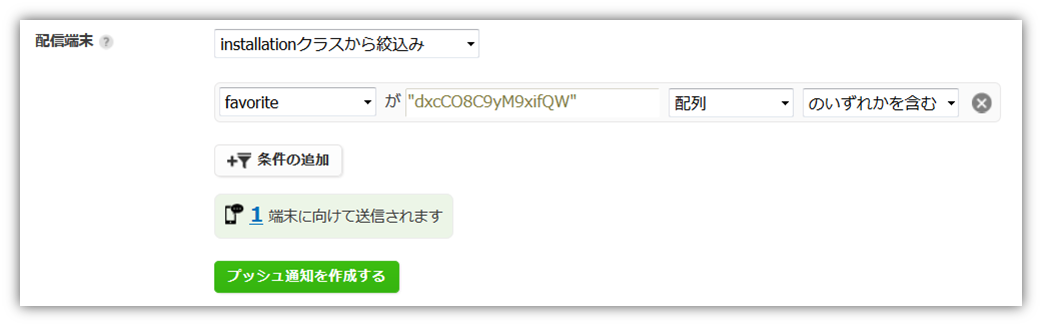 配信端末 ?
installationクラスから絞込み
favorite が "dxcCO8C9yM9xifQW" 配列 のいずれかを含む
条件の追加
1 端末に向けて送信されます
プッシュ通知を作成する